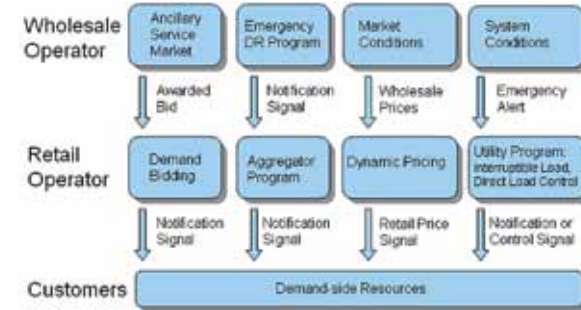 Wholesale
Operator
Ancillary
Service
Market
Emergency
DR Program
Market
Conditions
System
Conditions
Awarded
Bid
Notification
Signal
Wholesale
Prices
Emergency
Alert
Retail
Operator
Demand
Bidding
Aggregator
Program
Dynamic Pricing
Utility Program:
Interruptible Load,
Direct Load Control
Notification
Signal
Notification
Signal
Retail Price
Signal
Notification or
Control Signal
Customers
Demand-side Resources